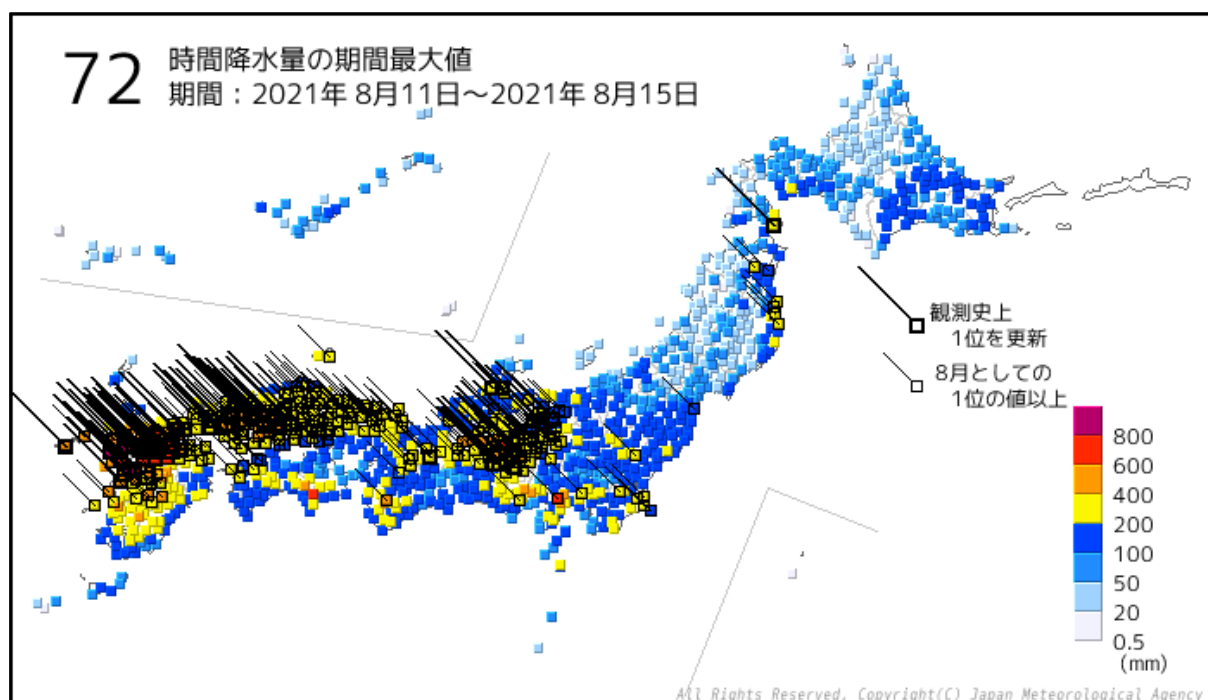 72 時間降水量の期間最大値
期間：2021年 8月11日～2021年 8月15日
観測史上
1位を更新
8月としての
1位の値以上
800
600
400
200
100
50
20
0.5
(mm)
All Rights Reserved, Copyright(C) Japan Meteorological Agency